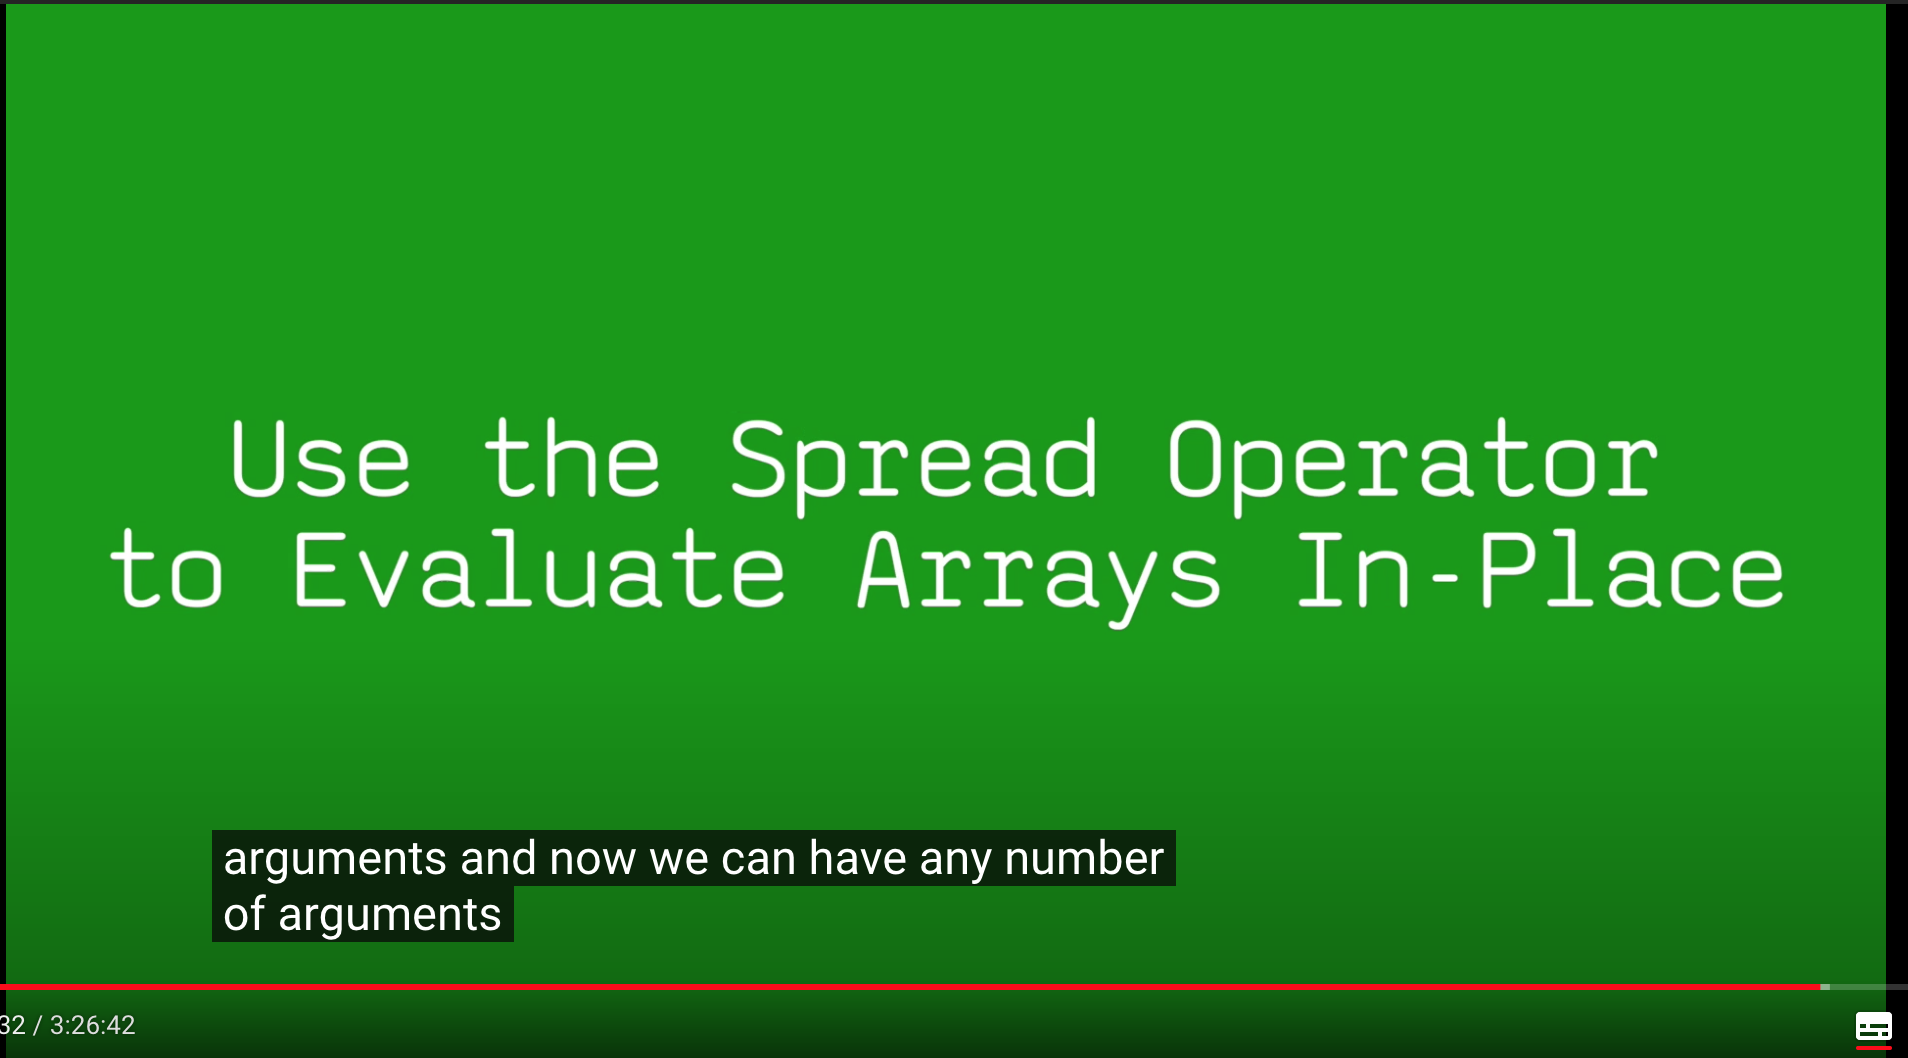 Use the Spread Operator
to Evaluate Arrays In-Place
arguments and now we can have any number
of arguments
32 / 3:26:42